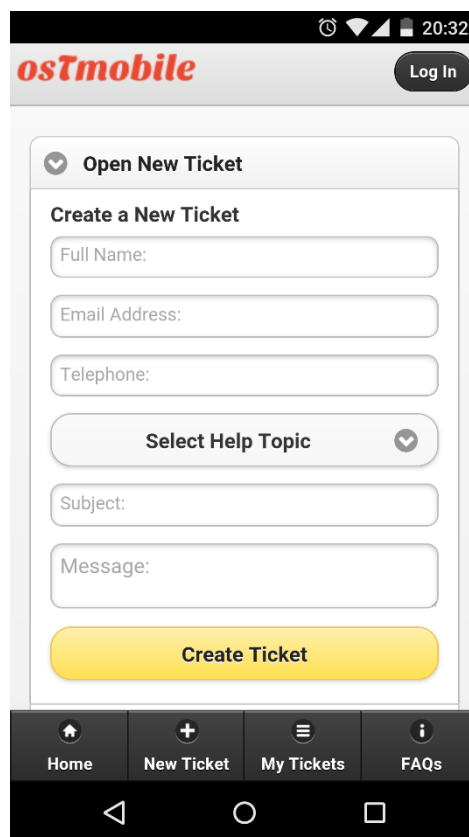 20:32
osTmobile
Log In
Open New Ticket
Create a New Ticket
Full Name:
Email Address:
Telephone:
Select Help Topic
Subject:
Message:
Create Ticket
Home New Ticket My Tickets FAQs